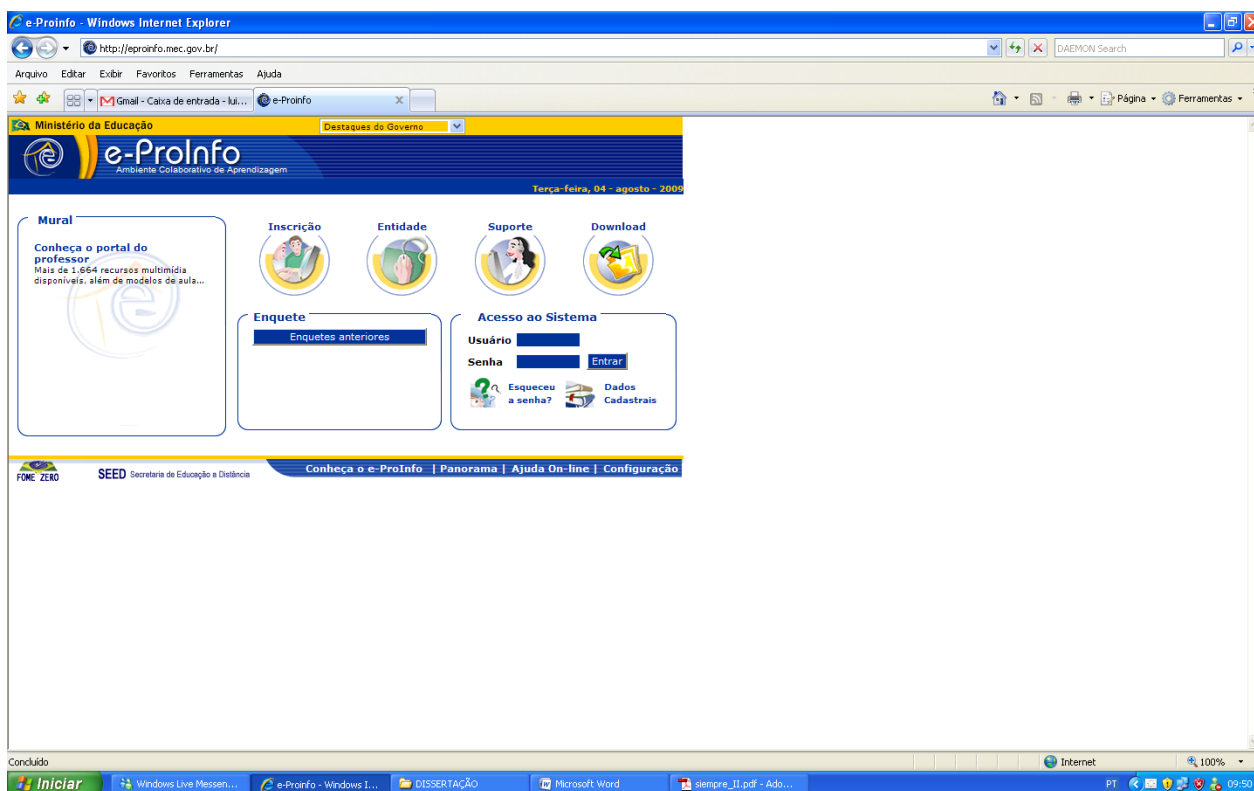 e-Proinfo - Windows Internet Explorer
http://eproinfo.mec.gov.br/
DAEMON Search
Arquivo Editar Exibir Favoritos Ferramentas Ajuda
Gmail - Caixa de entrada - lui...
e-Proinfo
Página
Ferramentas
Ministério da Educação
Destaques do Governo
e-ProInfo
Ambiente Colaborativo de Aprendizagem
Terça-feira, 04 - agosto - 2009
Mural
Conheça o portal do
professor
Mais de 1.664 recursos multimídia
disponíveis, além de modelos de aula...
Inscrição
Entidade
Suporte
Download
Enquete
Enquetes anteriores
Acesso ao Sistema
Usuário
Senha
Entrar
Esqueceu
a senha?
Dados
Cadastrais
FOME ZERO
SEED Secretaria de Educação a Distância
Conheça o e-ProInfo | Panorama | Ajuda On-line | Configuração
Concluído
Internet
100%
Iniciar
Windows Live Messen...
e-Proinfo - Windows I...
DISSERTAÇÃO
Microsoft Word
siempre_II.pdf - Ado...
PT
09:50